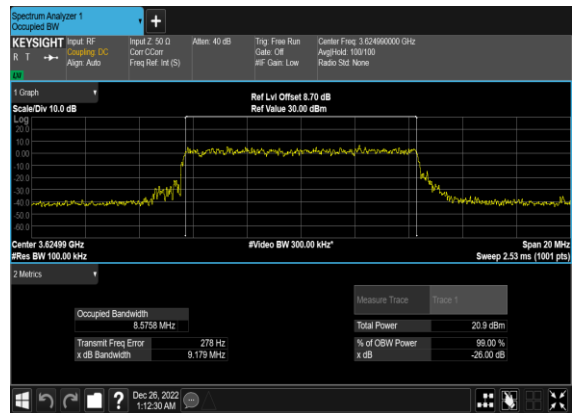 Spectrum Analyzer 1
Occupied BW
+
KEYSIGHT
R T
LW
Input: RF
Coupling: DC
Align: Auto
Input Z: 50 Ω
Corr CCorr
Freq Ref: Int (S)
Atten: 40 dB
Trig: Free Run
Gate: Off
#IF Gain: Low
Center Freq: 3.624990000 GHz
Avg|Hold: 100/100
Radio Std: None
1 Graph
Scale/Div 10.0 dB
Ref Lvl Offset 8.70 dB
Ref Value 30.00 dBm
Log
20.0
10.0
0.00
-10.0
-20.0
-30.0
-40.0
-50.0
-60.0
Center 3.62499 GHz
#Res BW 100.00 kHz
#Video BW 300.00 kHz*
Span 20 MHz
Sweep 2.53 ms (1001 pts)
2 Metrics
Measure Trace Trace 1
Occupied Bandwidth
8.5758 MHz
Total Power 20.9 dBm
Transmit Freq Error 278 Hz
% of OBW Power 99.00 %
x dB Bandwidth 9.179 MHz
x dB -26.00 dB
?
Dec 26, 2022
1:12:30 AM